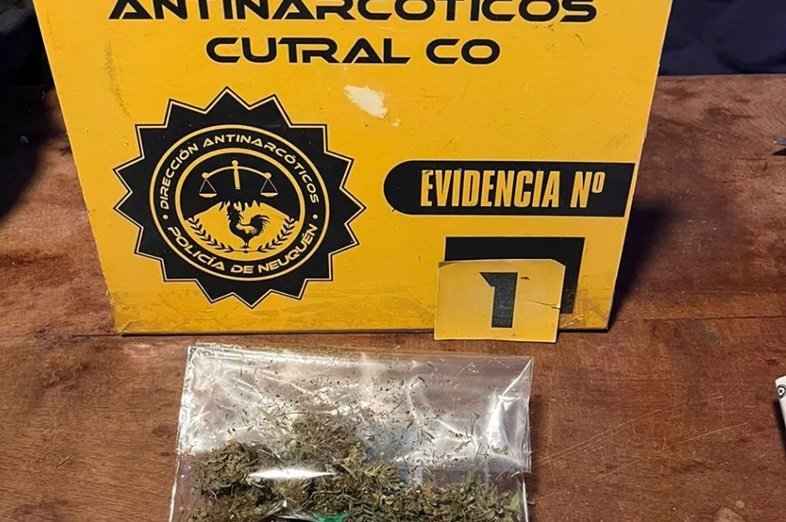 ANTINARCÓTICOS
CUTRAL CO
DIRECCIÓN ANTINARCÓTICOS
POLICÍA DE NEUQUÉN
EVIDENCIA Nº
1